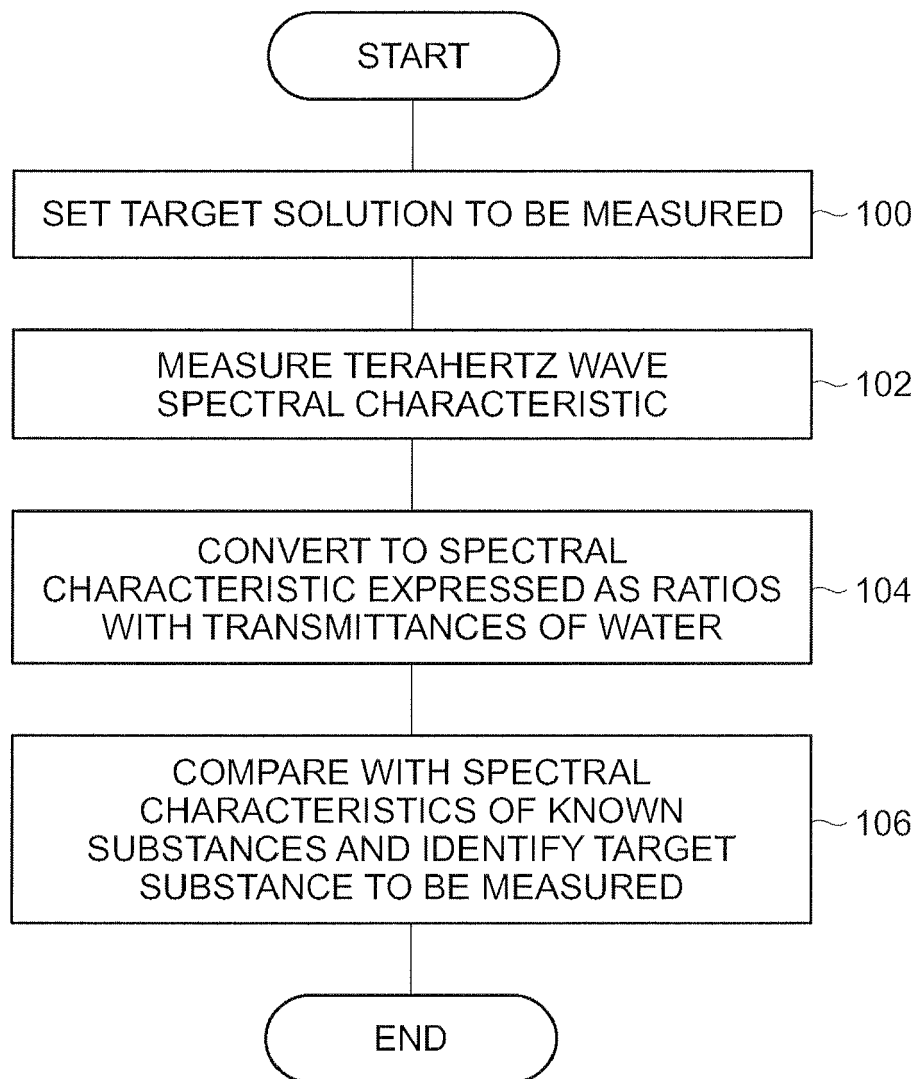 START
SET TARGET SOLUTION TO BE MEASURED
100
MEASURE TERAHERTZ WAVE
SPECTRAL CHARACTERISTIC
102
CONVERT TO SPECTRAL
CHARACTERISTIC EXPRESSED AS RATIOS
WITH TRANSMITTANCES OF WATER
104
COMPARE WITH SPECTRAL
CHARACTERISTICS OF KNOWN
SUBSTANCES AND IDENTIFY TARGET
SUBSTANCE TO BE MEASURED
106
END